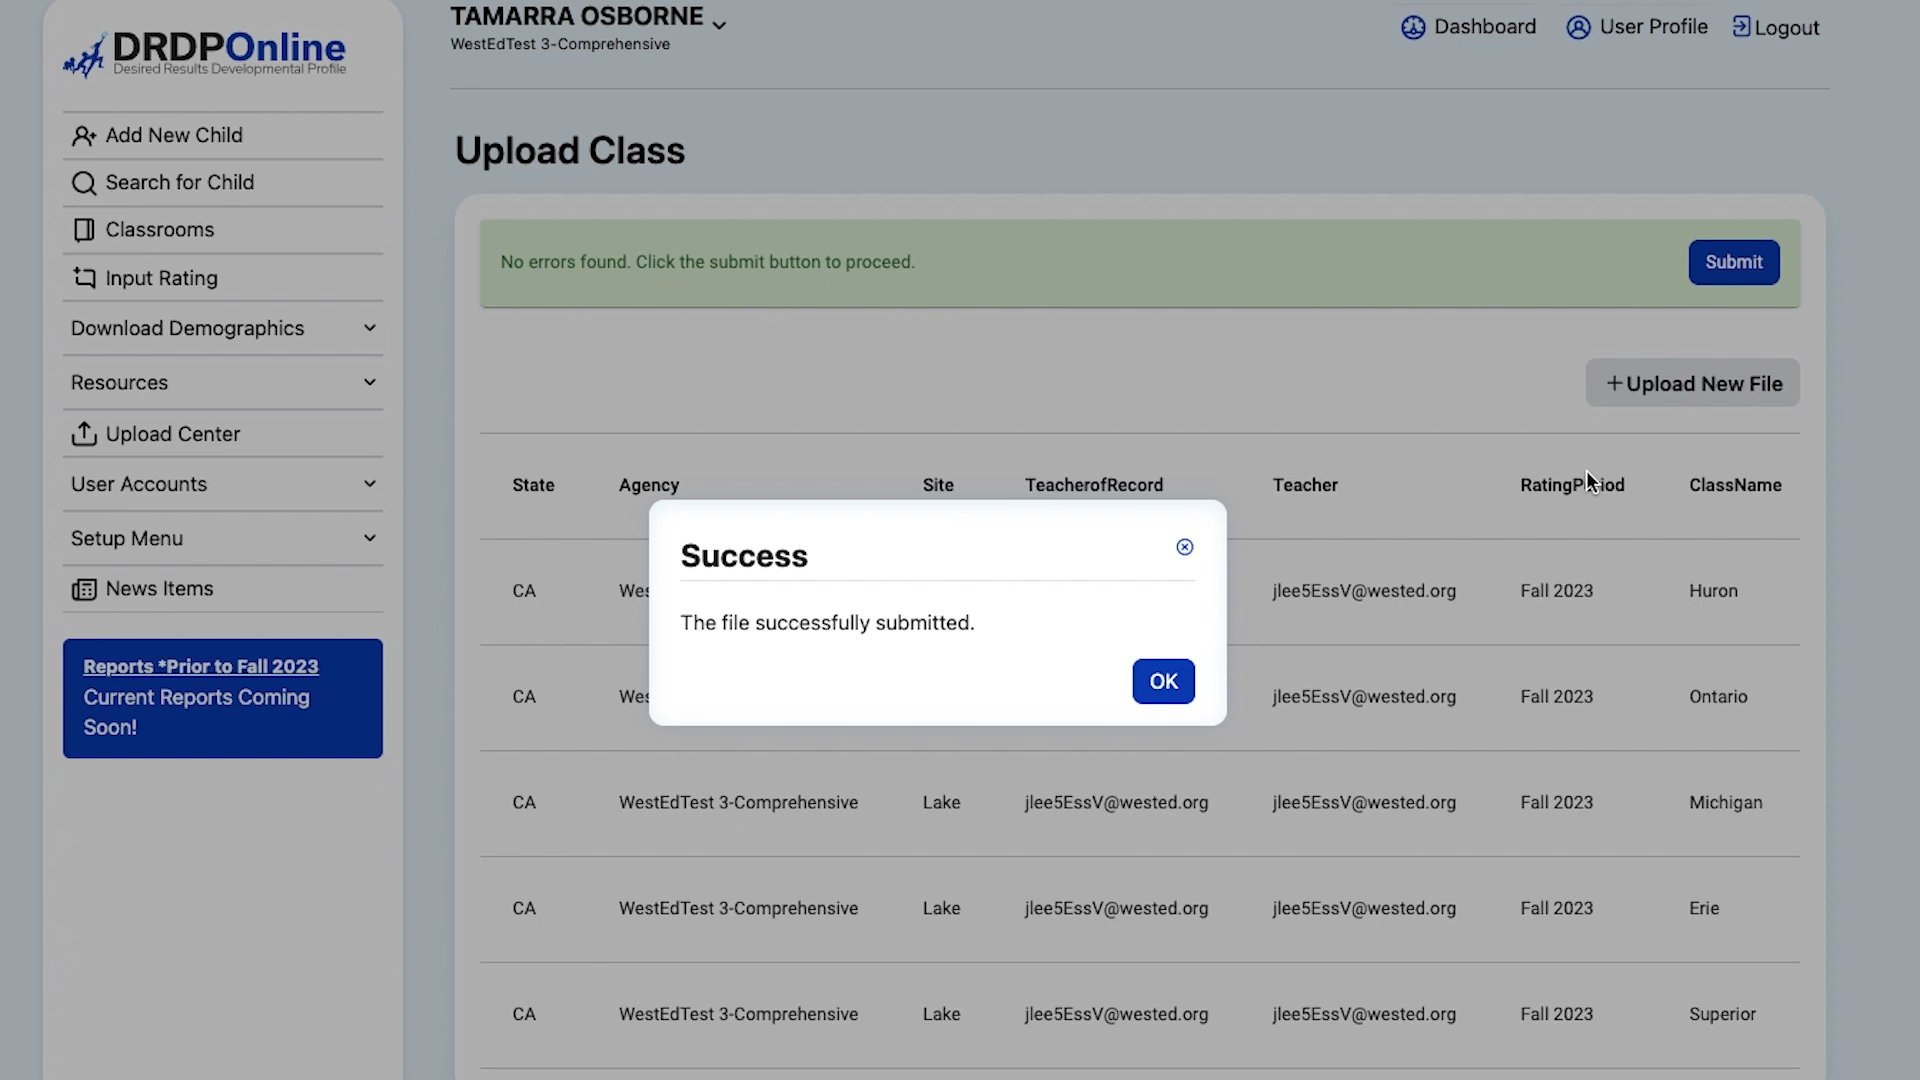 DRDPOnline
Desired Results Developmental Profile
Add New Child
Search for Child
Classrooms
Input Rating
Download Demographics
Resources
Upload Center
User Accounts
Setup Menu
News Items
Reports *Prior to Fall 2023
Current Reports Coming
Soon!
TAMARRA OSBORNE
WestEdTest 3-Comprehensive
Dashboard
User Profile
Logout
Upload Class
No errors found. Click the submit button to proceed.
Submit
+Upload New File
State Agency Site TeacherofRecord Teacher ClassName
CA jlee5EssV@wested.org Fall 2023 Huron
CA jlee5EssV@wested.org Fall 2023 Ontario
CA WestEdTest 3-Comprehensive Lake jlee5EssV@wested.org jlee5EssV@wested.org Fall 2023 Michigan
CA WestEdTest 3-Comprehensive Lake jlee5EssV@wested.org jlee5EssV@wested.org Fall 2023 Erie
CA WestEdTest 3-Comprehensive Lake jlee5EssV@wested.org jlee5EssV@wested.org Fall 2023 Superior
Success
The file successfully submitted.
OK